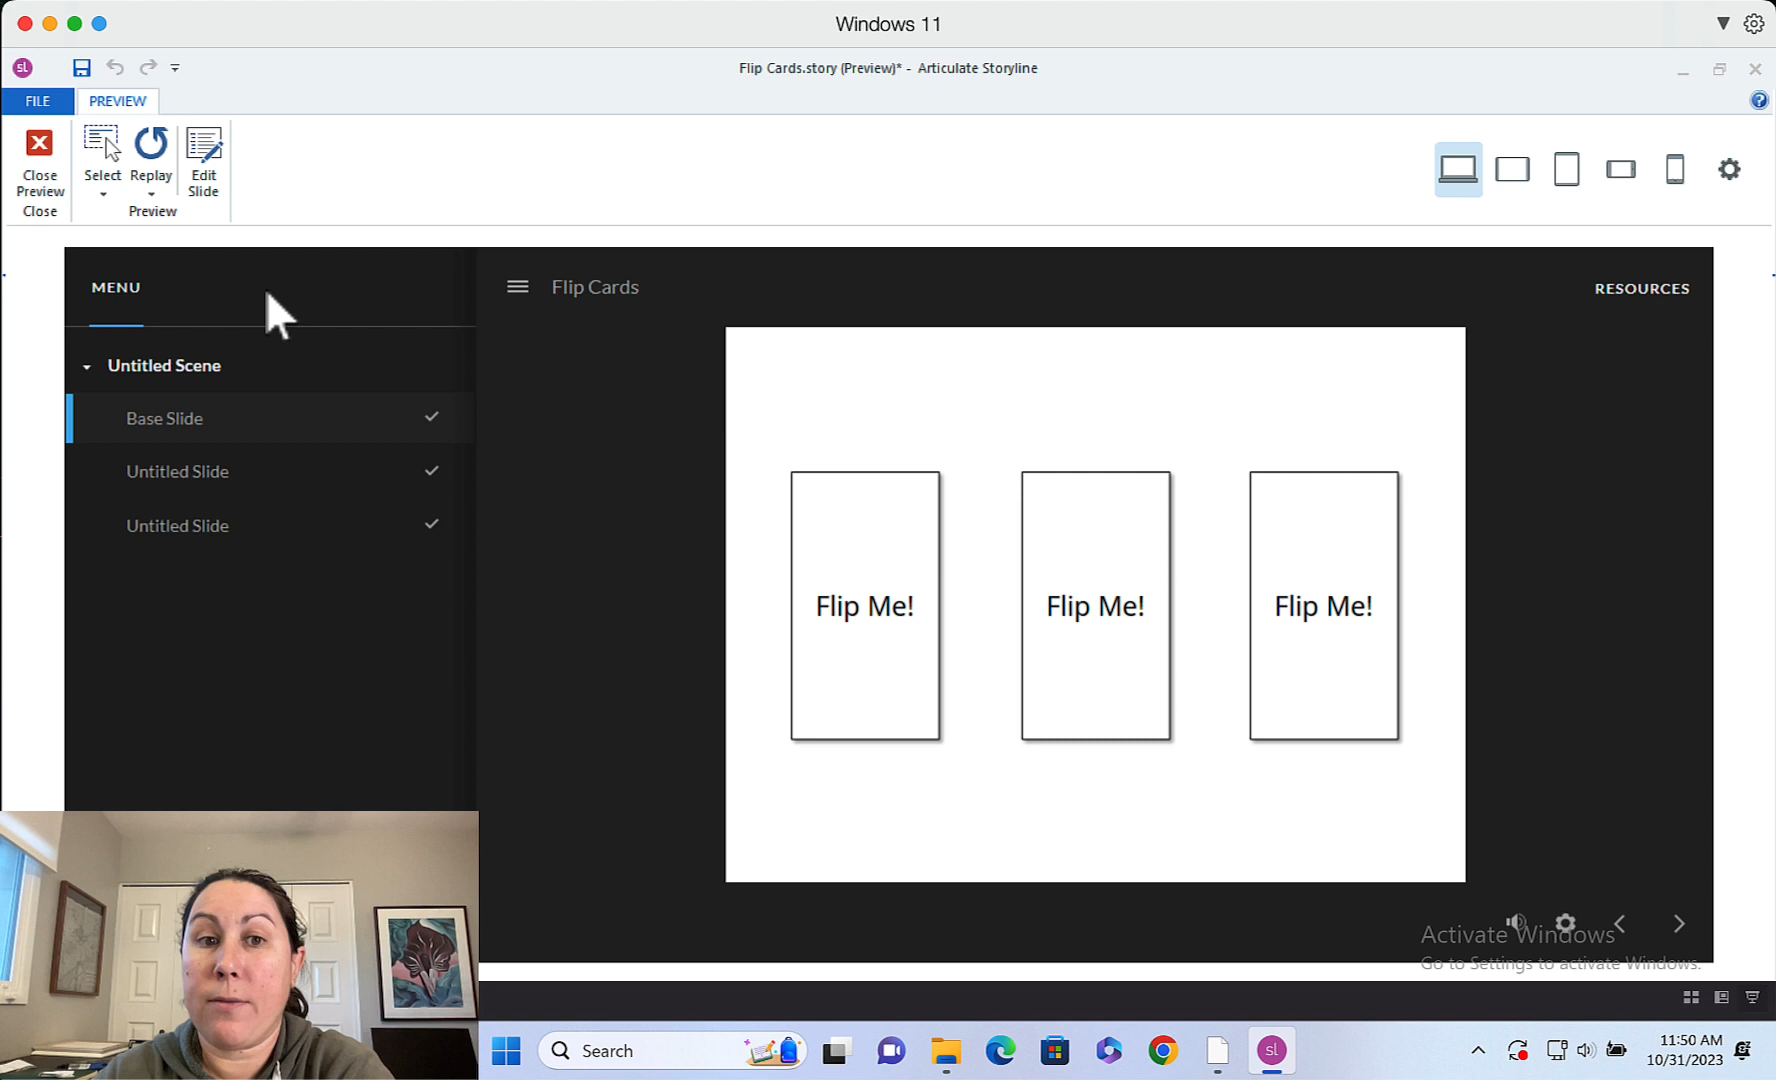 Windows 11
sl
Flip Cards.story (Preview)* - Articulate Storyline
FILE
PREVIEW
?
Close Preview
Select
Replay
Edit Slide
Close
Preview
MENU
Flip Cards
RESOURCES
Untitled Scene
Base Slide
Untitled Slide
Untitled Slide
Flip Me!
Flip Me!
Flip Me!
Activate Windows
Go to Settings to activate Windows.
Search
sl
11:50 AM
10/31/2023